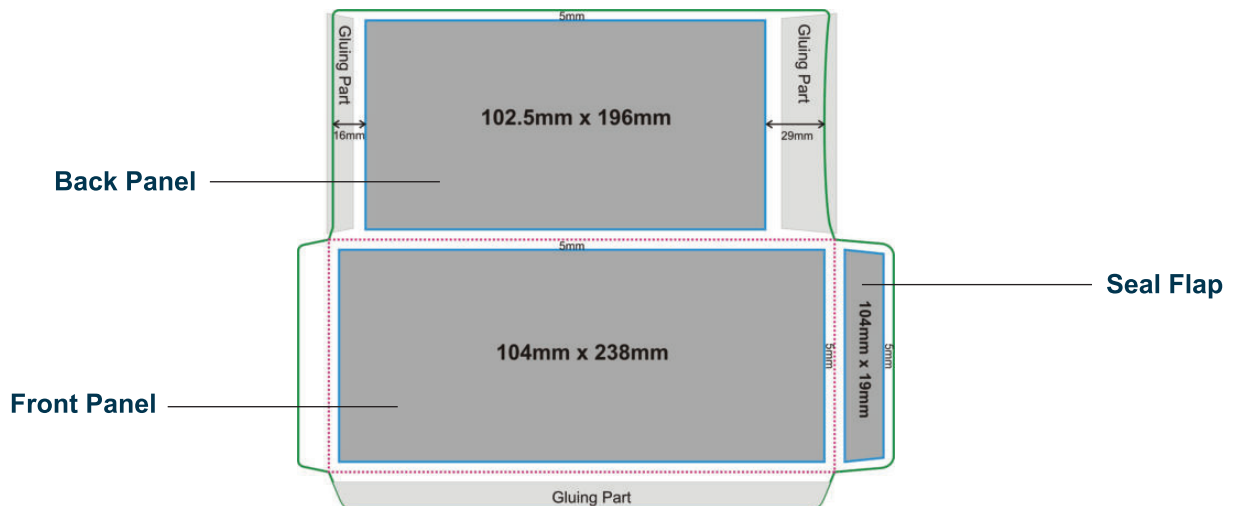 5mm
Gluing Part
Gluing Part
102.5mm x 196mm
16mm
29mm
Back Panel
5mm
Seal Flap
104mm x 238mm
5mm
104mm x 19mm
5mm
Front Panel
Gluing Part